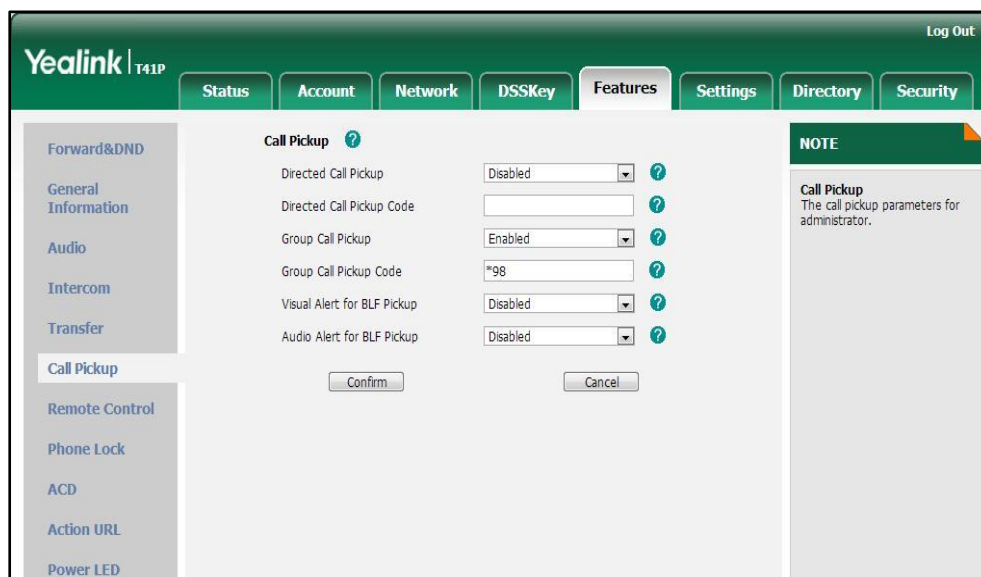 Log Out
Yealink T41P
Status Account Network DSSKey Features Settings Directory Security
Forward&DND
General
Information
Audio
Intercom
Transfer
Call Pickup
Remote Control
Phone Lock
ACD
Action URL
Power LED
Call Pickup ?
Directed Call Pickup Disabled ?
Directed Call Pickup Code ?
Group Call Pickup Enabled ?
Group Call Pickup Code *98 ?
Visual Alert for BLF Pickup Disabled ?
Audio Alert for BLF Pickup Disabled ?
Confirm Cancel
NOTE
Call Pickup
The call pickup parameters for
administrator.